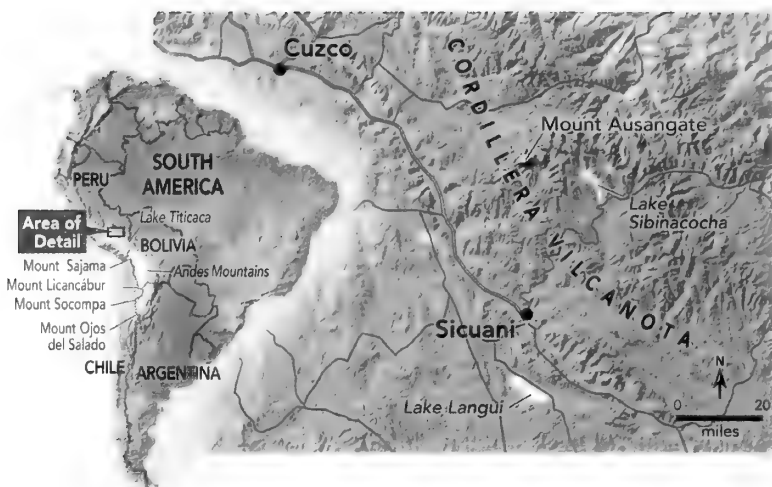 Cuzco
CORDILLERA VILCANOTA
Mount Ausangate
Lake
Sibinacocha
Sicuani
Lake Langui
N
0 20
miles
SOUTH
AMERICA
PERU
Lake Titicaca
Area of
Detail
BOLIVIA
Mount Sajama
Andes Mountains
Mount Licancábur
Mount Socompa
Mount Ojos
del Salado
CHILE
ARGENTINA